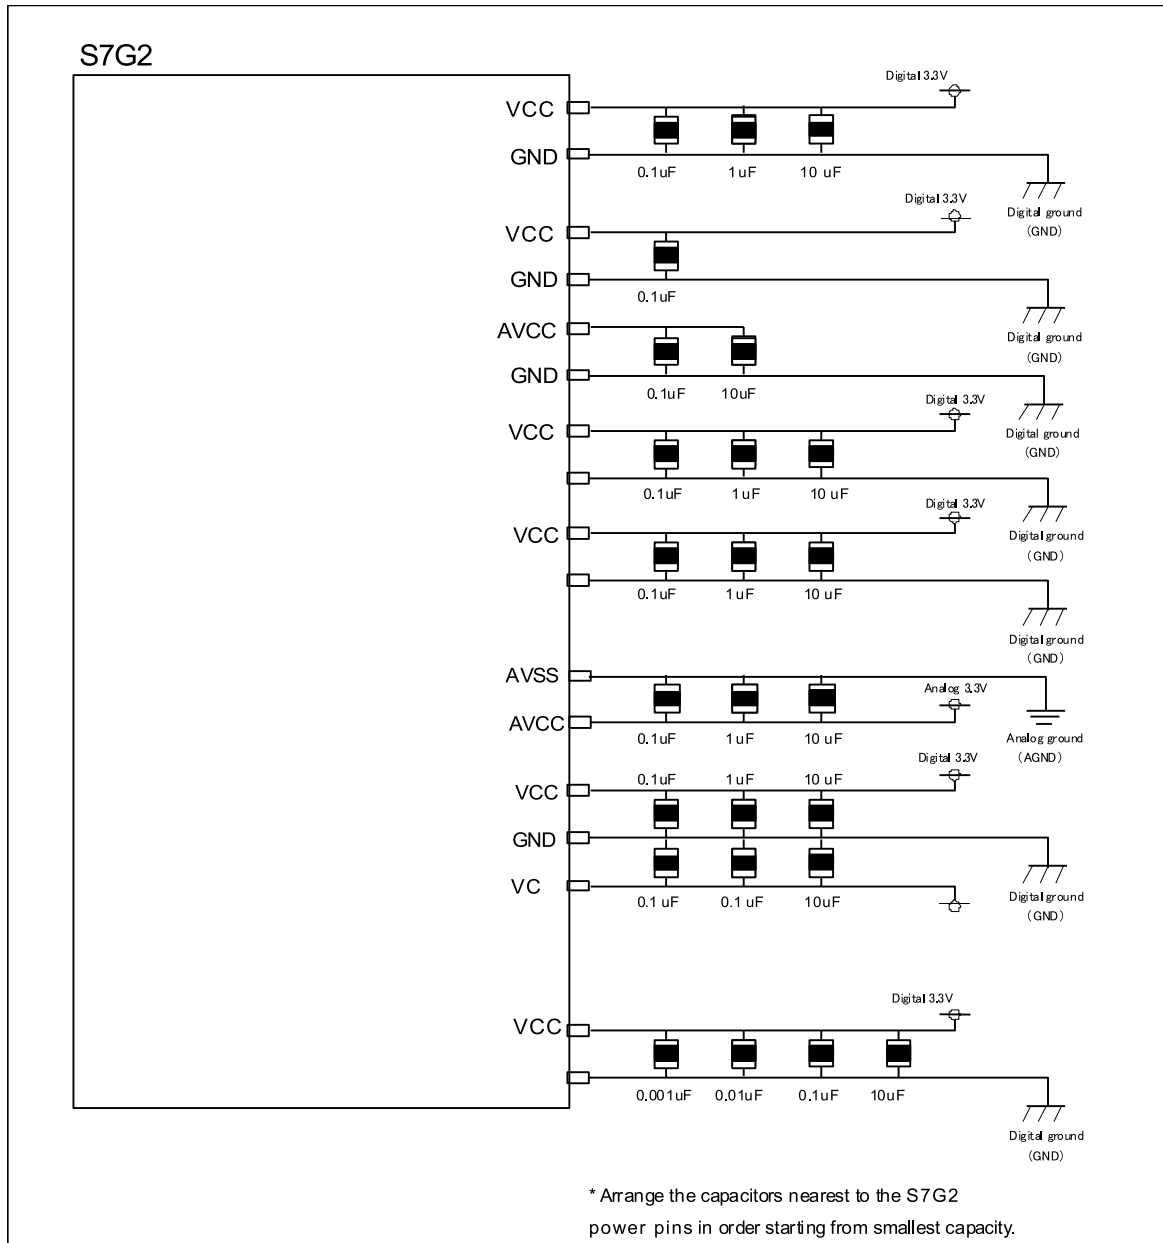 S7G2
Digital 3.3V
VCC
GND
0.1uF 1uF 10 uF
Digital ground
(GND)
Digital 3.3V
VCC
GND
0.1uF
Digital ground
(GND)
AVCC
GND
0.1uF 10uF
Digital ground
(GND)
Digital 3.3V
VCC
0.1uF 1uF 10 uF
Digital ground
(GND)
Digital 3.3V
VCC
0.1uF 1uF 10 uF
Digital ground
(GND)
AVSS
Analog 3.3V
AVCC
0.1uF 1uF 10 uF
Analog ground
(AGND)
Digital 3.3V
0.1uF 1uF 10 uF
VCC
GND
VC
0.1 uF 0.1 uF 10uF
Digital ground
(GND)
Digital 3.3V
VCC
0.001uF 0.01uF 0.1uF 10uF
Digital ground
(GND)
* Arrange the capacitors nearest to the S7G2
power pins in order starting from smallest capacity.